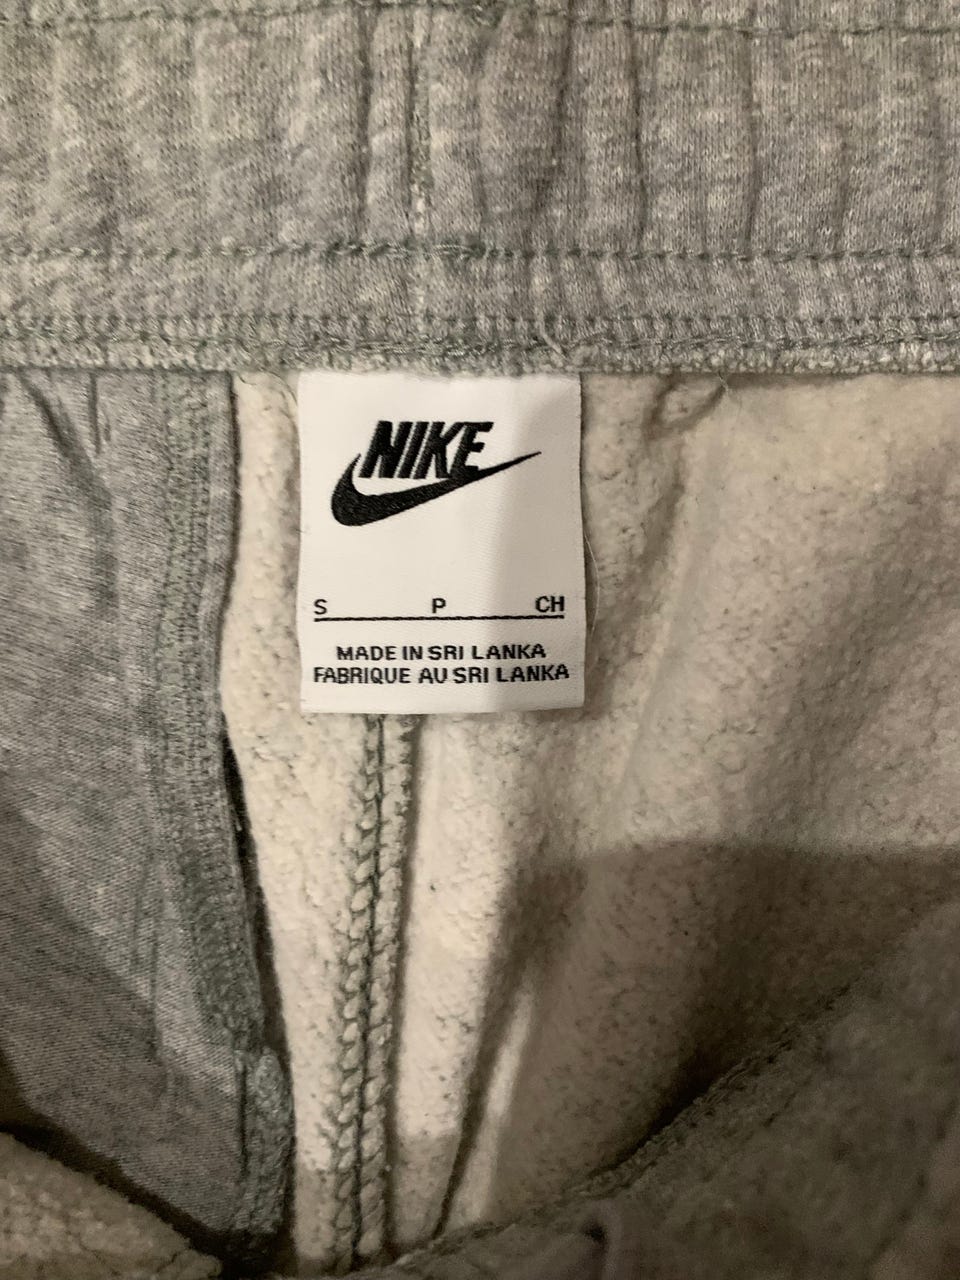 NIKE
S P CH
MADE IN SRI LANKA
FABRIQUE AU SRI LANKA